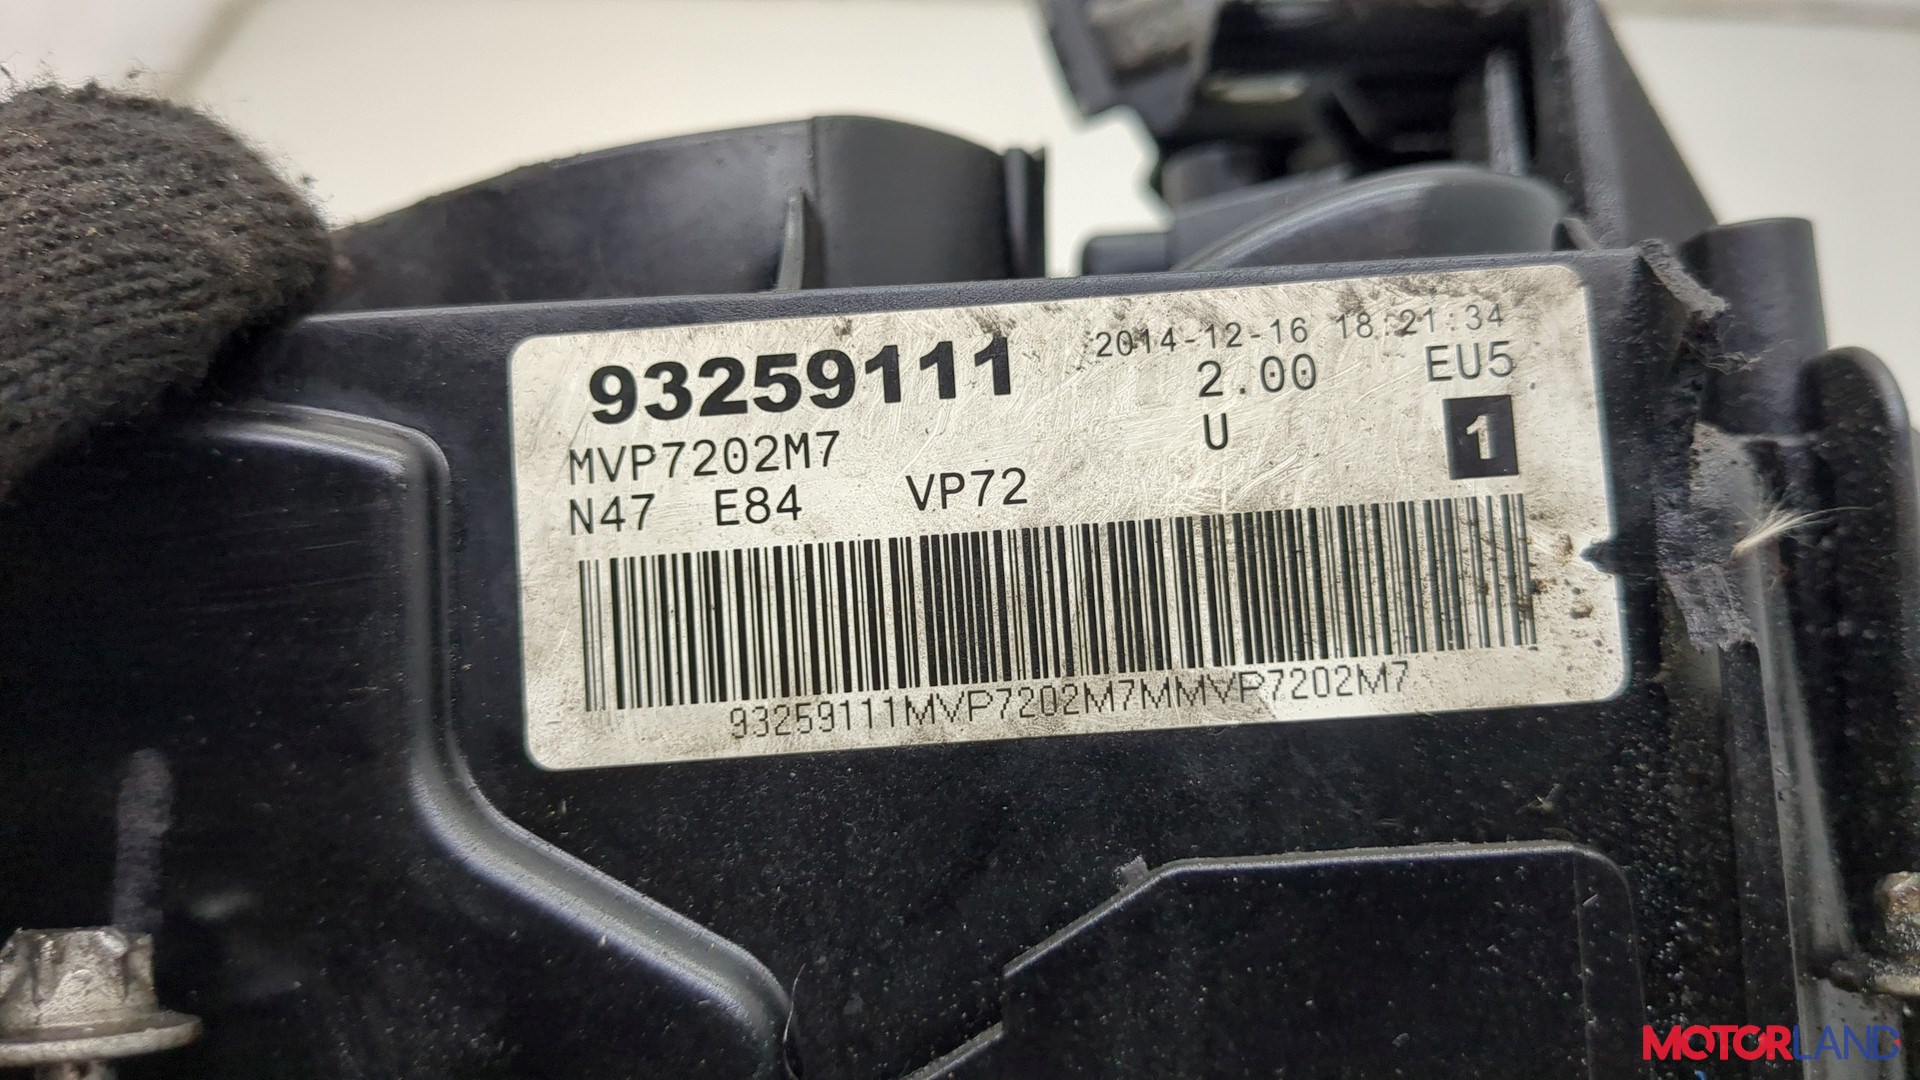 2014-12-16 18:21:34
93259111 2.00 EU5
MVP7202M7 U 1
N47 E84 VP72
93259111MVP7202M7MMVP7202M7
MOTORLAND